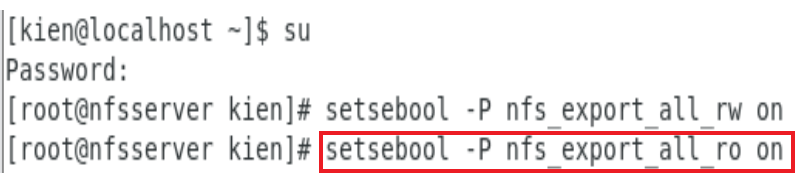 [kien@localhost ~]$ su
Password:
[root@nfsserver kien]# setsebool -P nfs_export_all_rw on
[root@nfsserver kien]# setsebool -P nfs_export_all_ro on